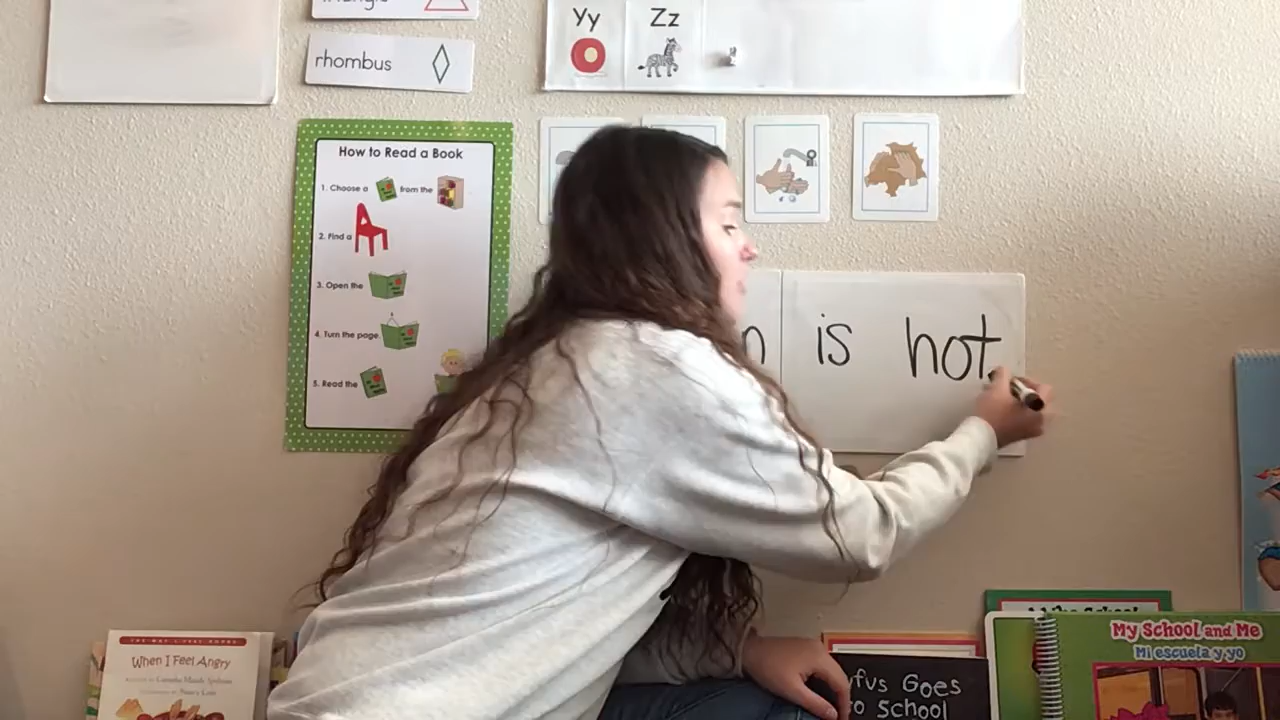 Yy Zz
rhombus
How to Read a Book
1. Choose a from the
2. Find a
3. Open the
4. Turn the page.
5. Read the
is hot.
When I Feel Angry
Goes
to School
My School and Me
Mi escuela y yo